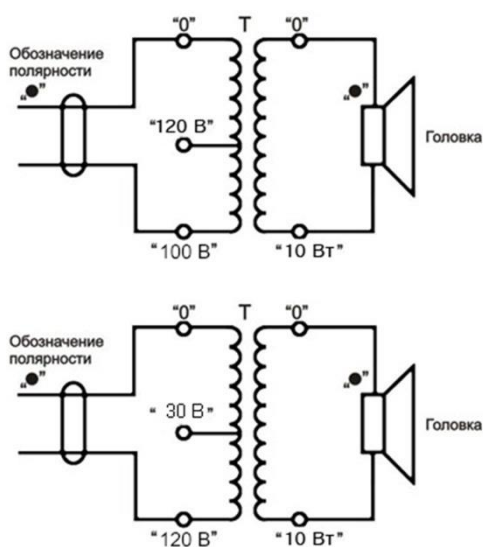 “0” T “0”
Обозначение
полярности
“●” “●”
“120 В”
Головка
“100 В” “10 Вт”
“0” T “0”
Обозначение
полярности
“●” “●”
“ 30 В”
Головка
“120 В” “10 Вт”